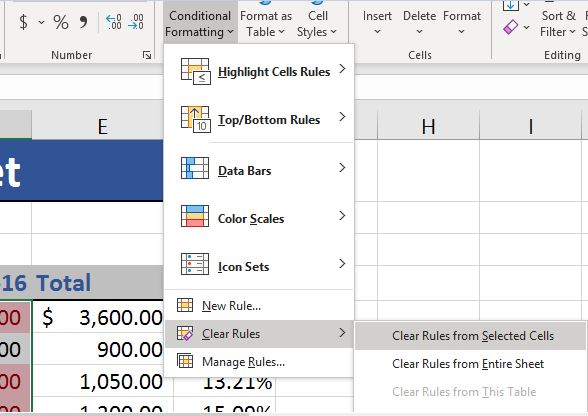 $ % , .00
Conditional Formatting
Format as Table
Cell Styles
Insert Delete Format
Sort & Filter
Se
Number
Cells
Editing
E H I
et
16 Total
00 $ 3,600.00
00 900.00
00 1,050.00 13.21%
1,200.00 15.09%
Highlight Cells Rules
Top/Bottom Rules
10
Data Bars
Color Scales
Icon Sets
New Rule...
Clear Rules
Manage Rules...
Clear Rules from Selected Cells
Clear Rules from Entire Sheet
Clear Rules from This Table